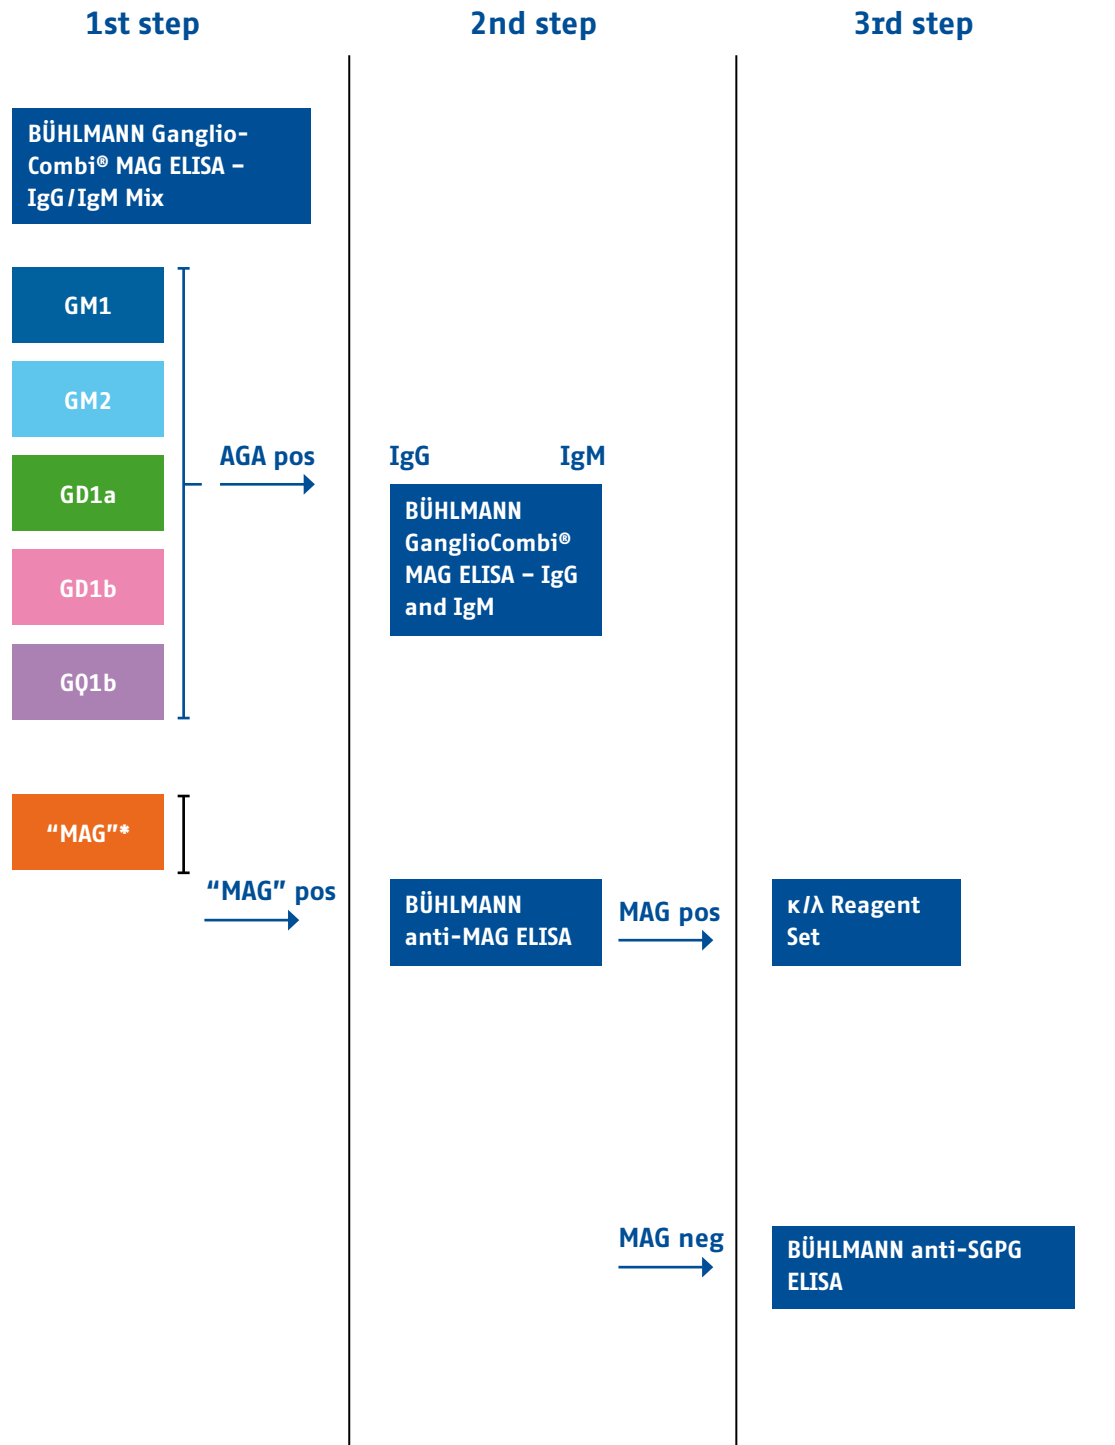 1st step
2nd step
3rd step
BÜHLMANN Ganglio-
Combi® MAG ELISA –
IgG/IgM Mix
GM1
GM2
GD1a
GD1b
GQ1b
AGA pos
IgG
IgM
BÜHLMANN
GanglioCombi®
MAG ELISA – IgG
and IgM
“MAG”*
“MAG” pos
BÜHLMANN
anti-MAG ELISA
MAG pos
κ/λ Reagent
Set
MAG neg
BÜHLMANN anti-SGPG
ELISA